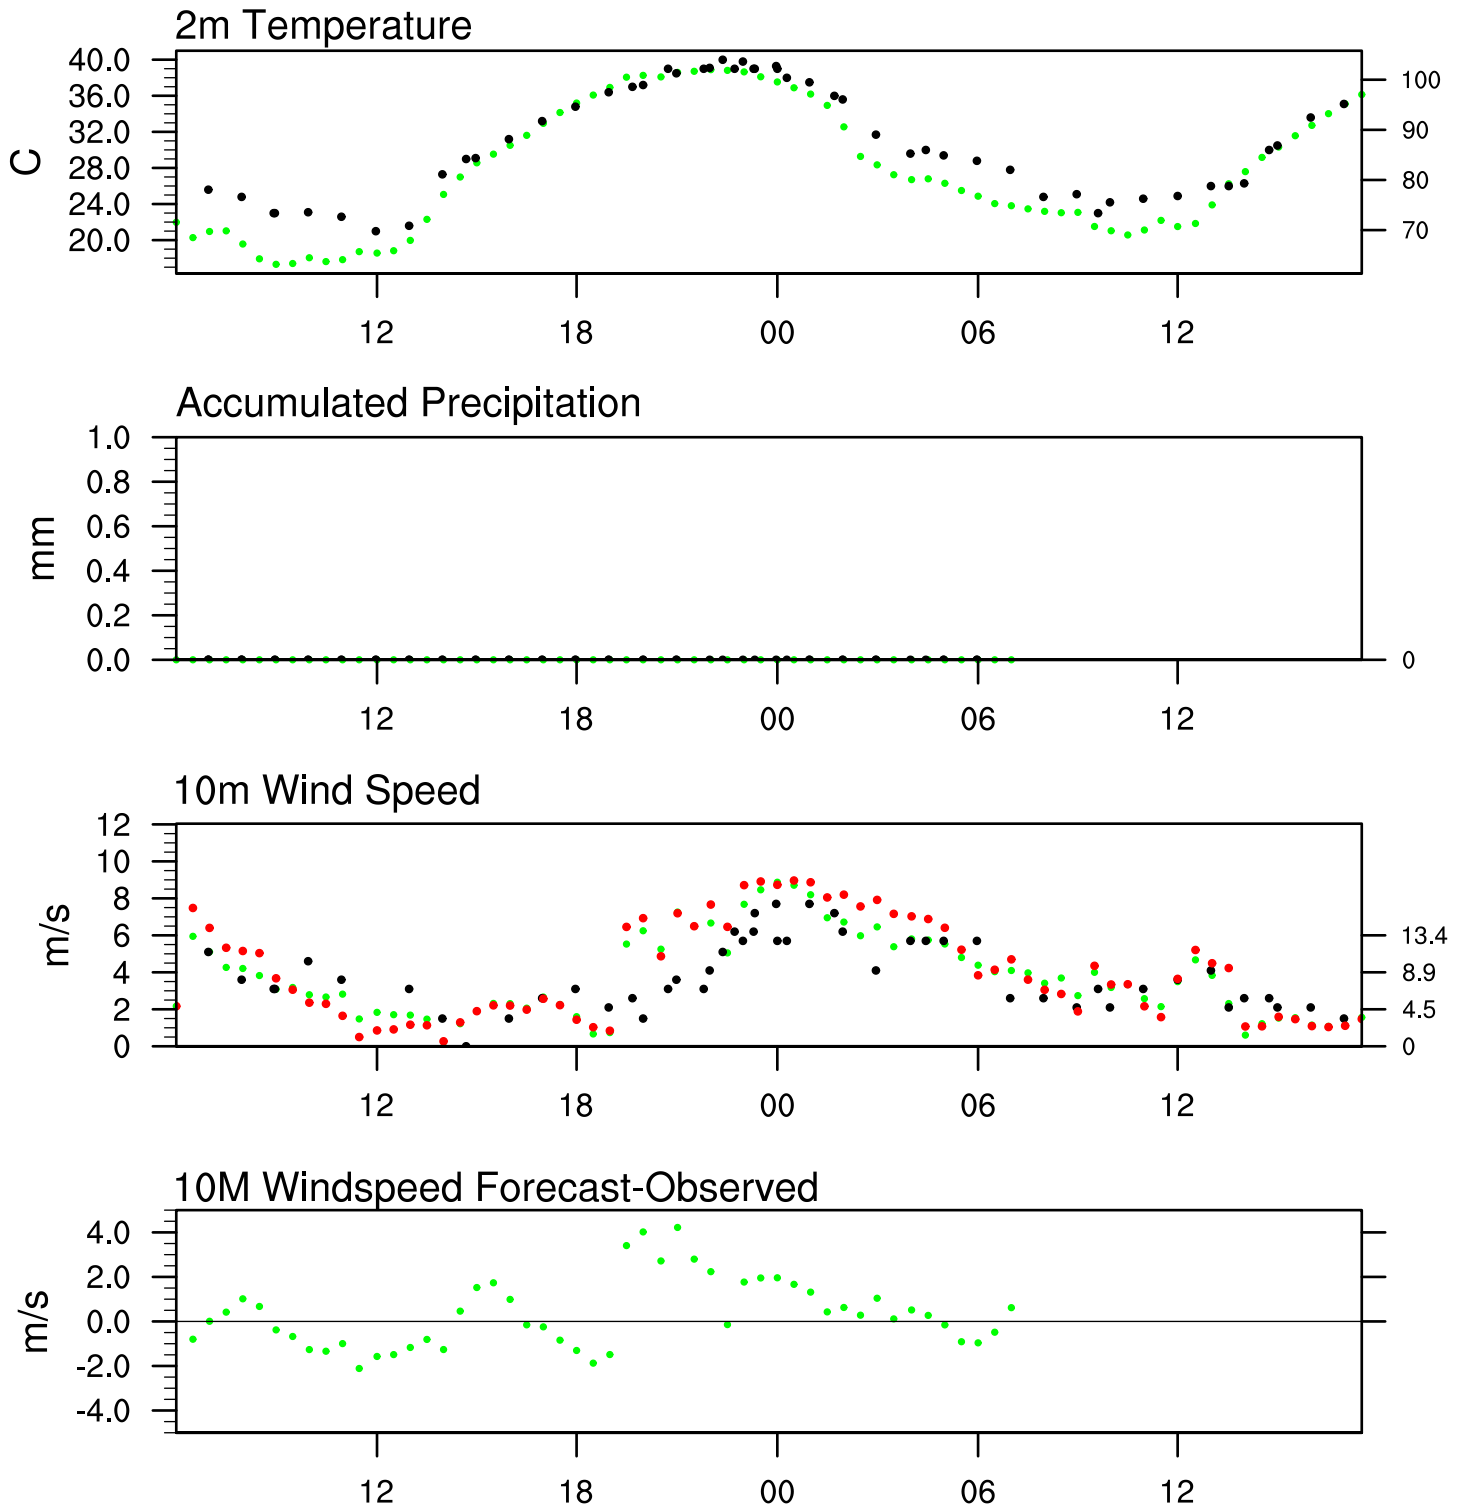 2m Temperature
40.0
36.0
32.0
28.0
24.0
20.0
C
100
90
80
70
12 18 00 06 12
Accumulated Precipitation
1.0
0.8
0.6
0.4
0.2
0.0
mm
0
12 18 00 06 12
10m Wind Speed
12
10
8
6
4
2
0
m/s
13.4
8.9
4.5
0
12 18 00 06 12
10M Windspeed Forecast-Observed
4.0
2.0
0.0
-2.0
-4.0
m/s
12 18 00 06 12